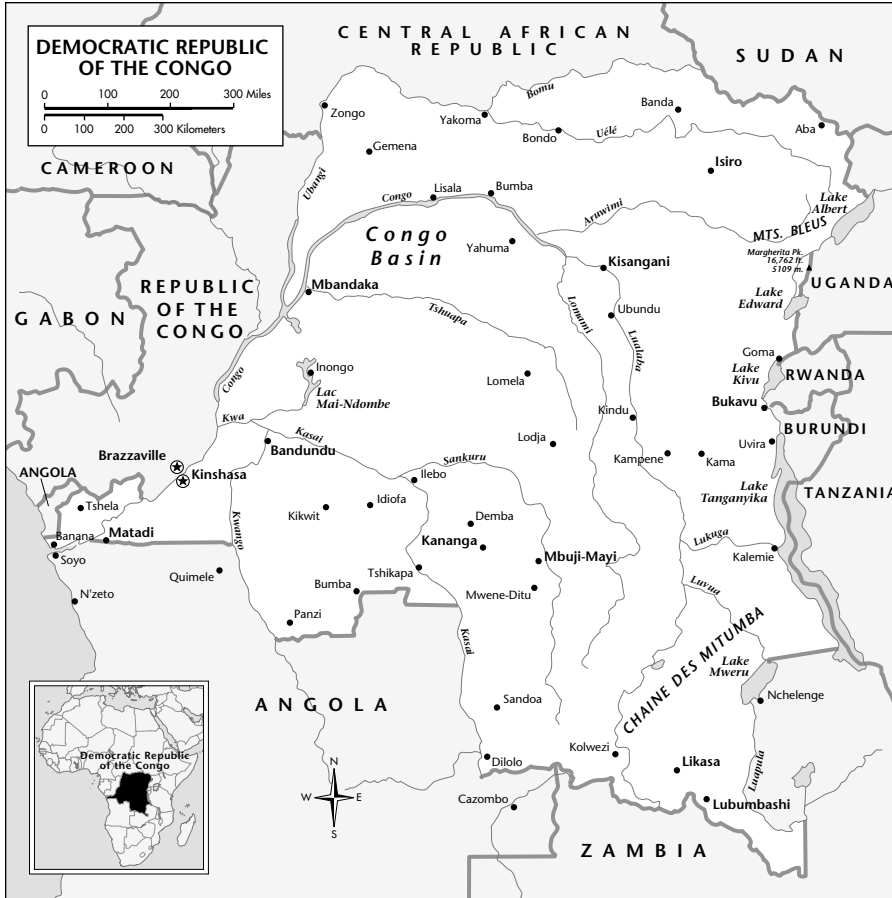 CENTRAL AFRICAN
REPUBLIC
SUDAN
DEMOCRATIC REPUBLIC
OF THE CONGO
0 100 200 300 Miles
0 100 200 300 Kilometers
CAMEROON
Zongo
Gemena
Ubangi
Yakoma
Bomu
Bondo
Uélé
Banda
Aba
Isiro
Lisala
Congo
Bumba
Aruwimi
Lake
Albert
MTS. BLEUS
Congo
Basin
Yahuma
Kisangani
Margherita Pk.
16,762 ft.
5109 m.
UGANDA
REPUBLIC
OF THE
CONGO
GABON
Mbandaka
Tshuapa
Lomami
Ubundu
Lualaba
Lake
Edward
Goma
Lake
Kivu
RWANDA
Congo
Inongo
Lac
Mai-Ndombe
Lomela
Bukavu
Kwa
Kasai
Kindu
BURUNDI
Bandundu
Lodja
Uvira
Brazzaville
Kinshasa
Sankuru
Kampene
Kama
ANGOLA
Ilebo
Lake
Tanganyika
TANZANIA
Tshela
Kikwit
Idiofa
Kwango
Demba
Banana
Matadi
Kananga
Lukuga
Soyo
Mbuji-Mayi
Kalemie
Quimele
Tshikapa
Bumba
Mwene-Ditu
Luvua
N'zeto
Panzi
Kasai
CHAINE DES MITUMBA
Lake
Mweru
Nchelenge
ANGOLA
Sandoa
Democratic Republic
of the Congo
N
W E
S
Dilolo
Kolwezi
Likasa
Luapula
Cazombo
Lubumbashi
ZAMBIA